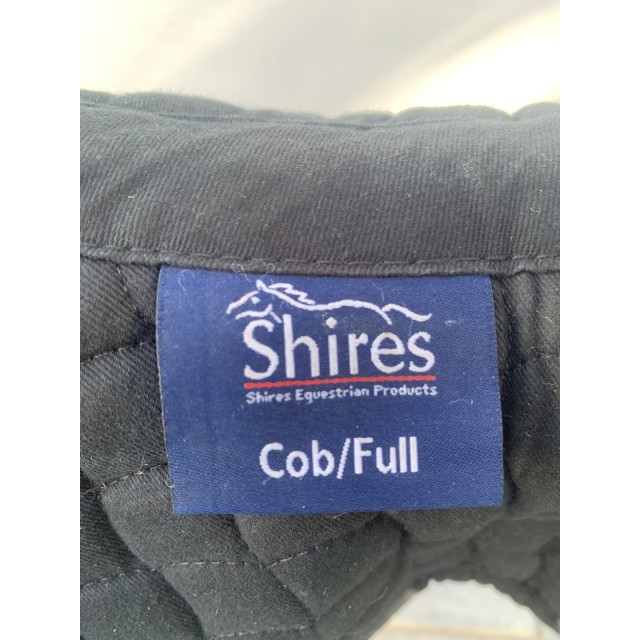 Shires
Shires Equestrian Products
Cob/Full